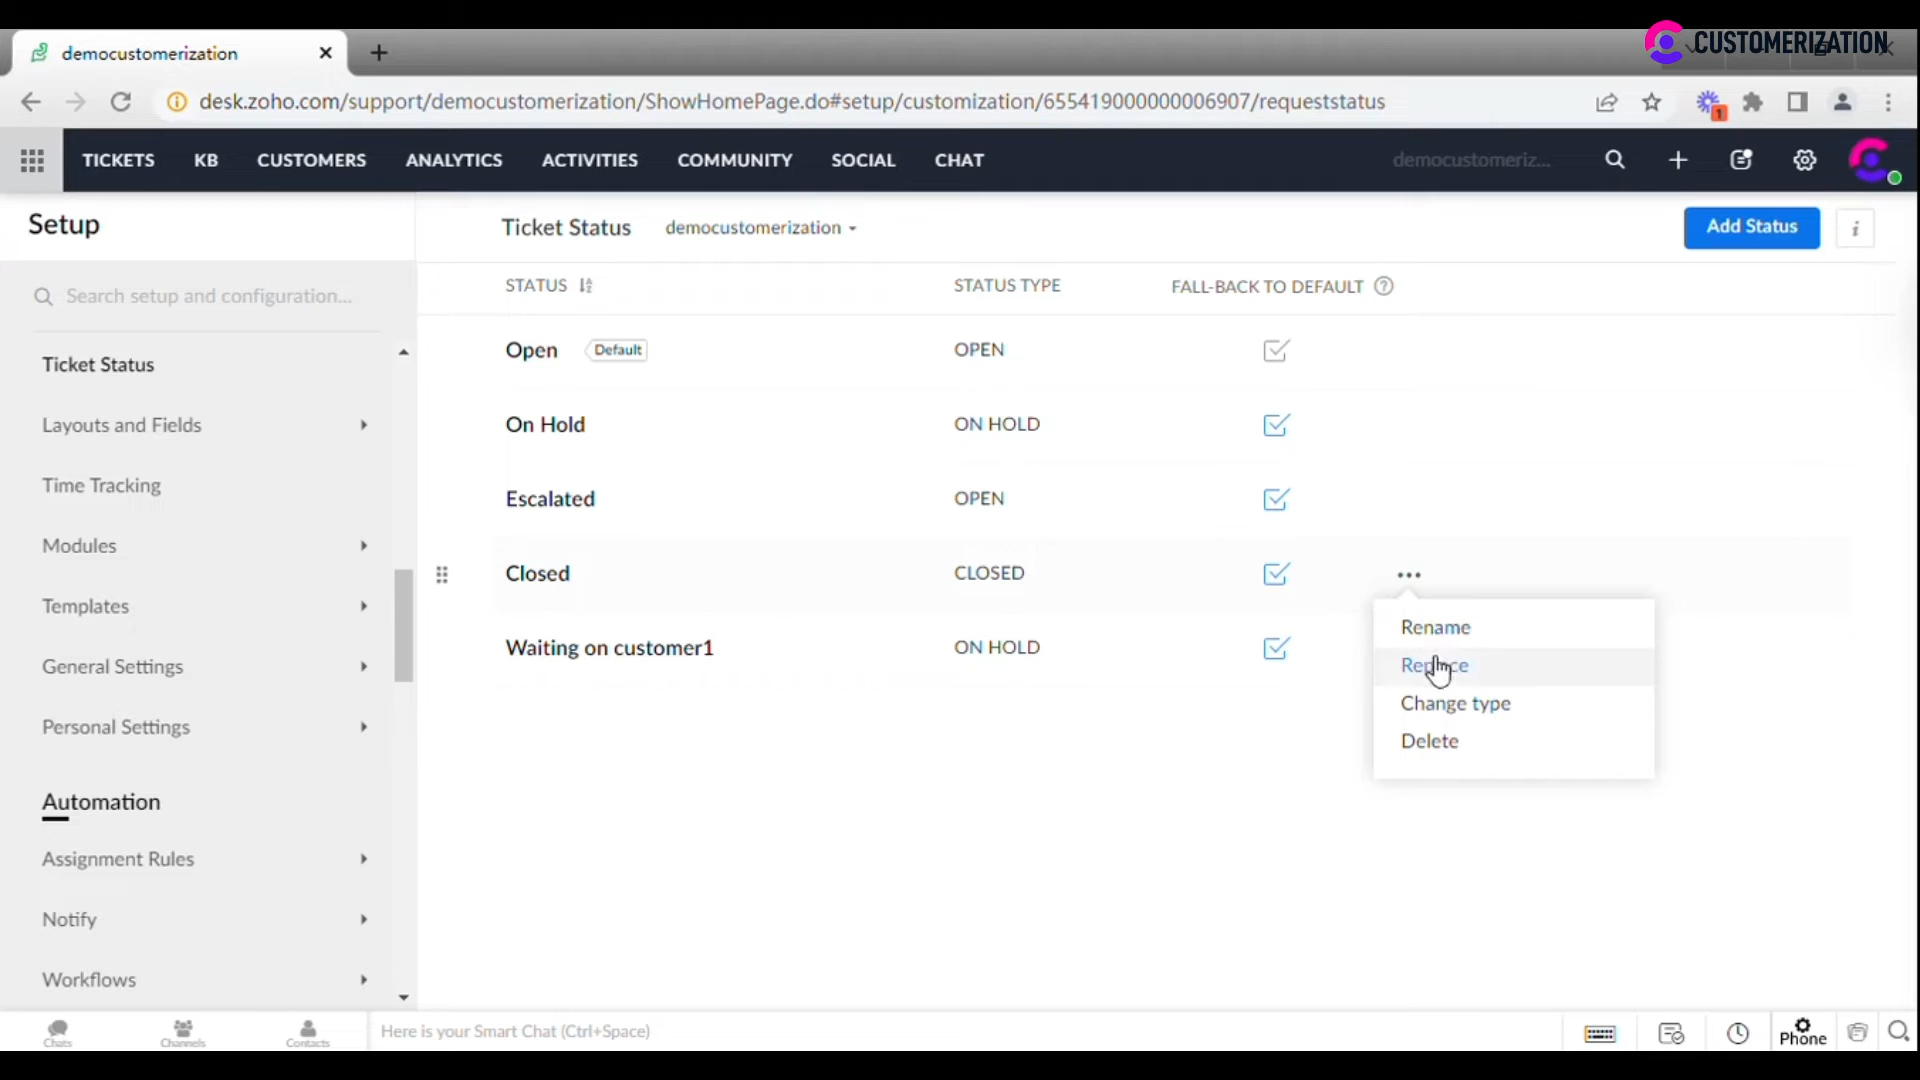 CUSTOMERIZATION
democustomerization
desk.zoho.com/support/democustomerization/ShowHomePage.do#setup/customization/655419000000006907/requeststatus
1
TICKETS KB CUSTOMERS ANALYTICS ACTIVITIES COMMUNITY SOCIAL CHAT democustomeriz...
Setup
Ticket Status democustomerization
Add Status
i
Search setup and configuration...
STATUS STATUS TYPE FALL-BACK TO DEFAULT ?
Ticket Status
Layouts and Fields
Time Tracking
Modules
Templates
General Settings
Personal Settings
Automation
Assignment Rules
Notify
Workflows
Open Default OPEN
On Hold ON HOLD
Escalated OPEN
Closed CLOSED
Waiting on customer1 ON HOLD
Rename
Change type
Delete
Chats Channels Contacts Here is your Smart Chat (Ctrl+Space) Phone